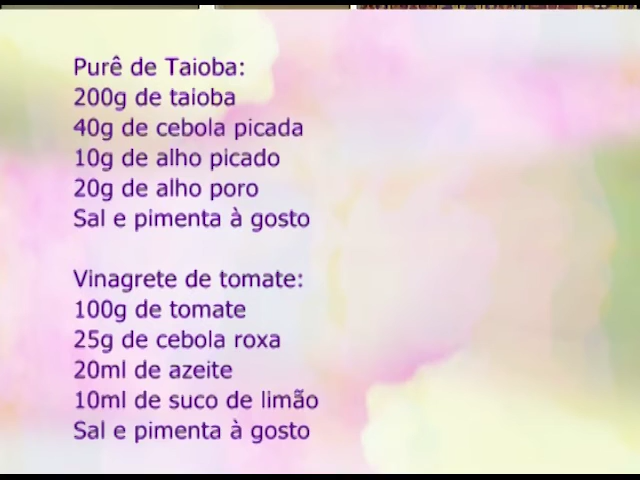 Purê de Taioba:
200g de taioba
40g de cebola picada
10g de alho picado
20g de alho poro
Sal e pimenta à gosto
Vinagrete de tomate:
100g de tomate
25g de cebola roxa
20ml de azeite
10ml de suco de limão
Sal e pimenta à gosto